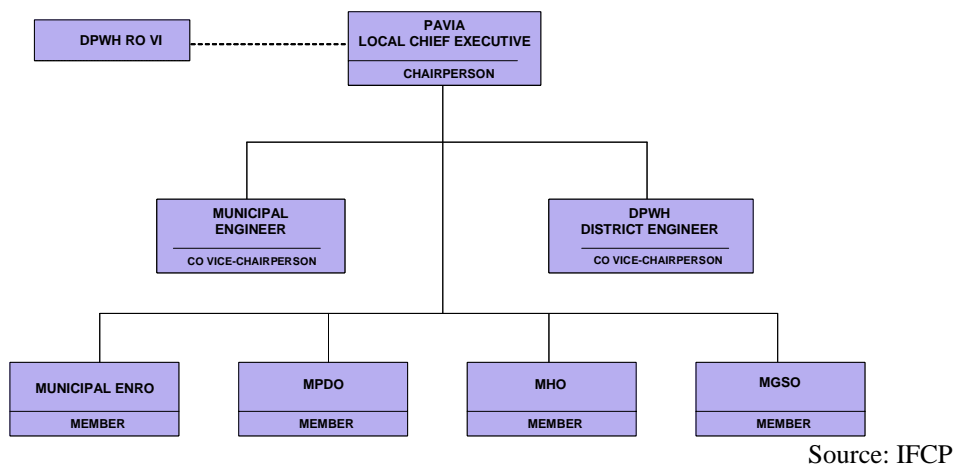 DPWH RO VI
PAVIA
LOCAL CHIEF EXECUTIVE
CHAIRPERSON
MUNICIPAL
ENGINEER
CO VICE-CHAIRPERSON
DPWH
DISTRICT ENGINEER
CO VICE-CHAIRPERSON
MUNICIPAL ENRO
MEMBER
MPDO
MEMBER
MHO
MEMBER
MGSO
MEMBER
Source: IFCP